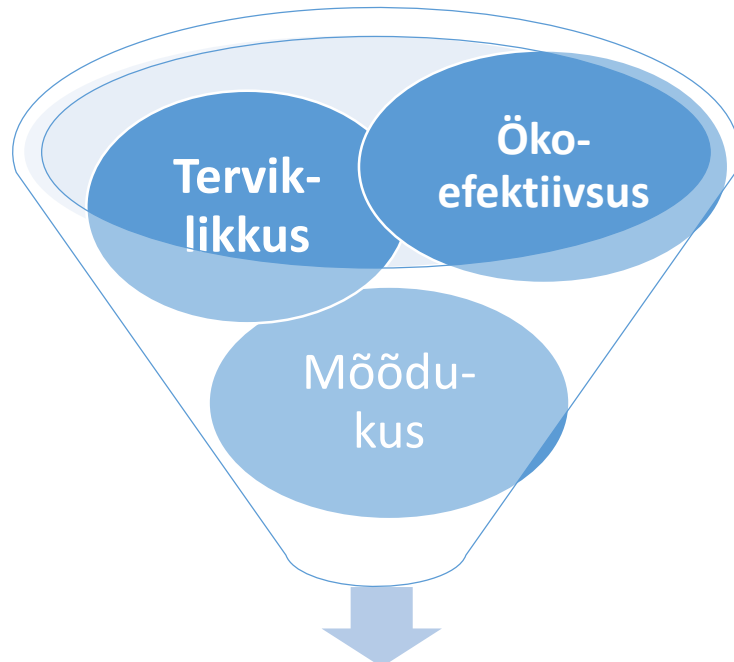 Tervik-
likkus
Öko-
efektiivsus
Mõõdu-
kus